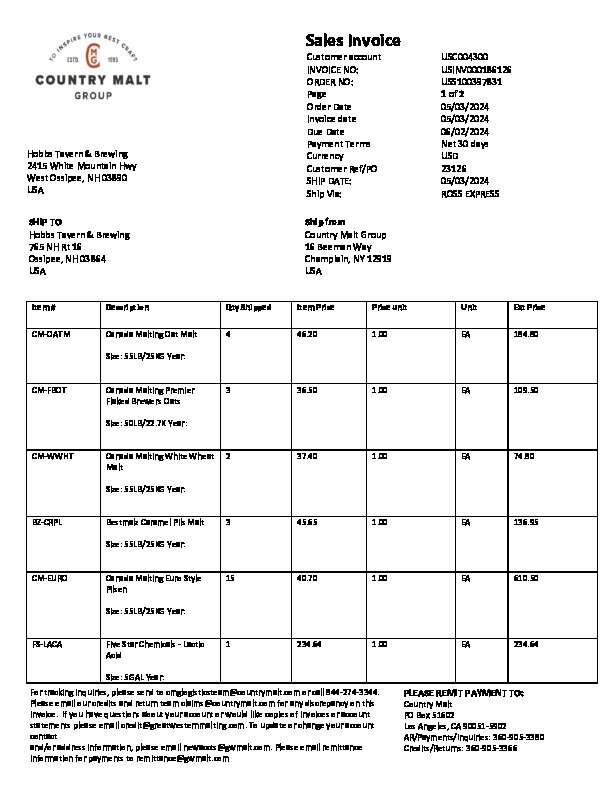 TO INSPIRE YOUR BEST CRAFT
ESTD. CMG 1995
COUNTRY MALT
GROUP
Sales Invoice
Customer account USC004300
INVOICE NO: USINV000186126
ORDER NO: USS100397831
Page 1 of 2
Order Date 05/03/2024
Invoice date 05/03/2024
Due Date 06/02/2024
Payment Terms Net 30 days
Currency USD
Customer Ref/PO 23126
SHIP DATE: 05/03/2024
Ship Via: ROSS EXPRESS
Hobbs Tavern & Brewing
2415 White Mountain Hwy
West Ossipee, NH 03890
USA
SHIP TO
Hobbs Tavern & Brewing
765 NH Rt 16
Ossipee, NH 03864
USA
Ship from
Country Malt Group
16 Beeman Way
Champlain, NY 12919
USA
Item # Description Qty Shipped Item Price Price unit Unit Ext Price
CM-OATM Canada Malting Oat Malt 4 46.20 1.00 EA 184.80
Size: 55LB/25KG Year:
CM-FBOT Canada Malting Premier 3 36.50 1.00 EA 109.50
Flaked Brewers Oats
Size: 50LB/22.7K Year:
CM-WWHT Canada Malting White Wheat 2 37.40 1.00 EA 74.80
Malt
Size: 55LB/25KG Year:
BZ-CRPL Bestmalz Caramel Pils Malt 3 45.65 1.00 EA 136.95
Size: 55LB/25KG Year:
CM-EURO Canada Malting Euro Style 15 40.70 1.00 EA 610.50
Pilsen
Size: 55LB/25KG Year:
FS-LACA Five Star Chemicals - Lactic 1 234.64 1.00 EA 234.64
Acid
Size: 5GAL Year:
For tracking inquiries, please send to cmglogisticsteam@countrymalt.com or call 844-274-3344.
Please email our credits and return team claims@countrymalt.com for any discrepancy on this
invoice. If you have questions about your account or would like copies of invoices or account
statements please email credit@greatwesternmalting.com. To update or change your account
contact
and/or address information, please email newaccts@gwmalt.com. Please email remittance
information for payments to remittance@gwmalt.com
PLEASE REMIT PAYMENT TO:
Country Malt
PO Box 51602
Los Angeles, CA 90051-5902
AR/Payments/Inquiries: 360-905-3380
Credits/Returns: 360-905-3366